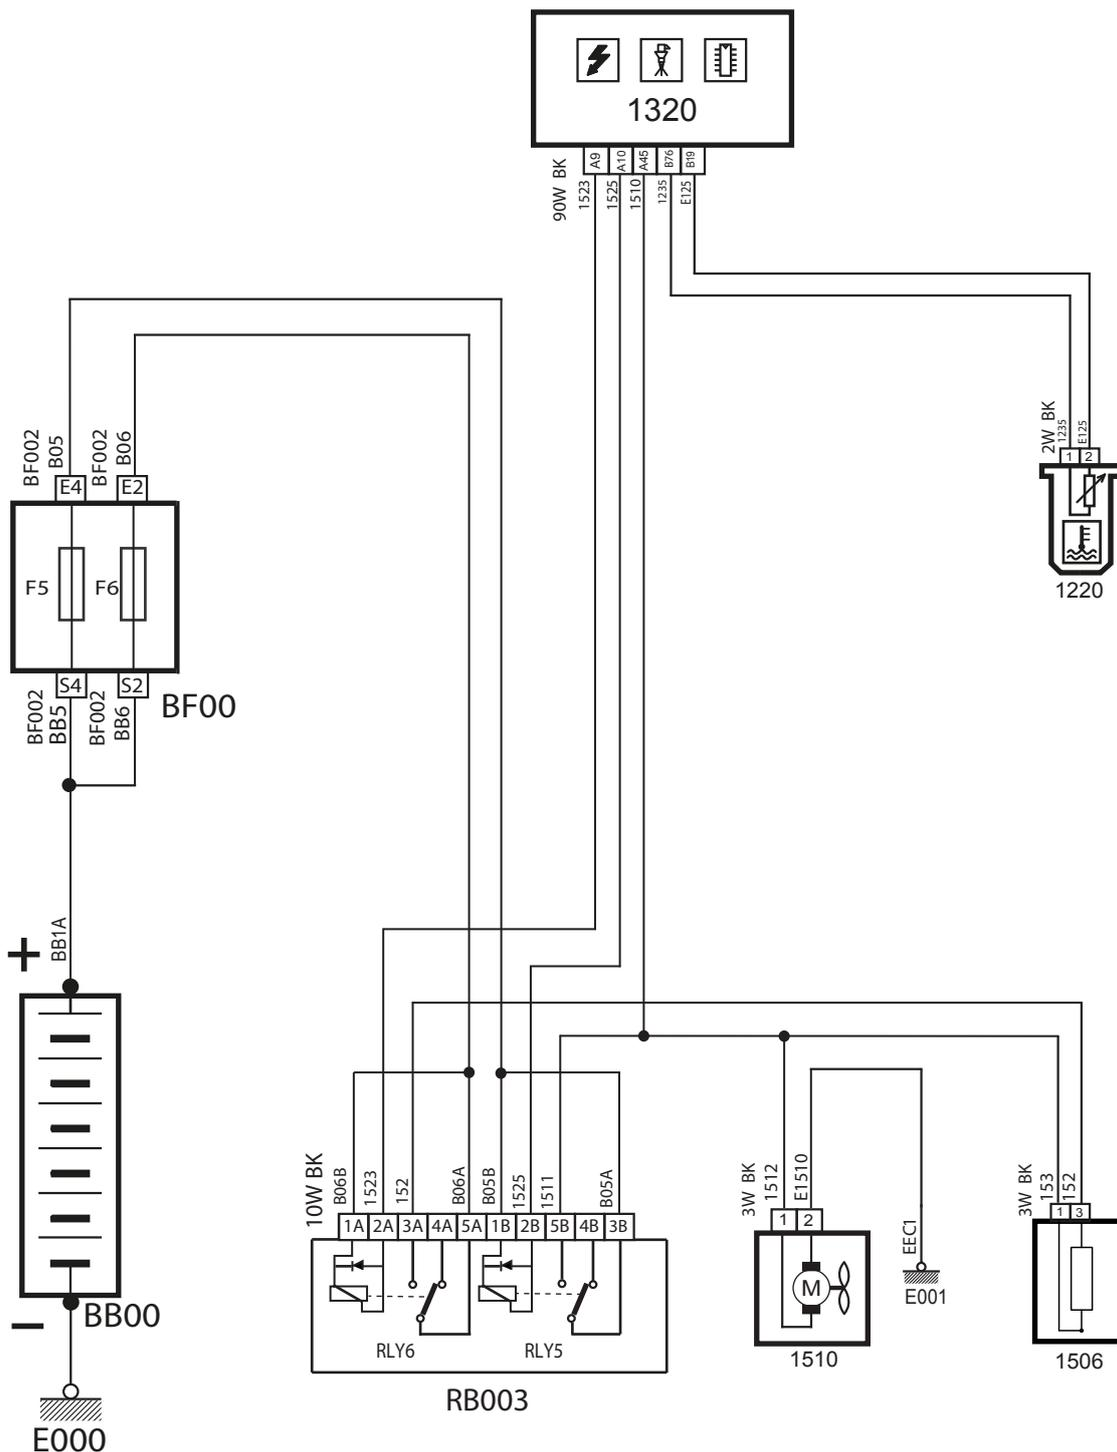 1320
90W BK
A9
A10
A45
B76
B19
1523
1525
1510
1235
E125
BF002
B05
BF002
B06
E4
E2
F5
F6
S4
S2
BF002
BB5
BF002
BB6
BF00
2W BK
1235
E125
1
2
1220
+
BB1A
BB00
−
E000
10W BK
B06B
1523
152
B06A
B05B
1525
1511
B05A
1A
2A
3A
4A
5A
1B
2B
5B
4B
3B
RLY6
RLY5
RB003
3W BK
1512
E1510
1
2
M
1510
EEC1
E001
3W BK
153
152
1
3
1506